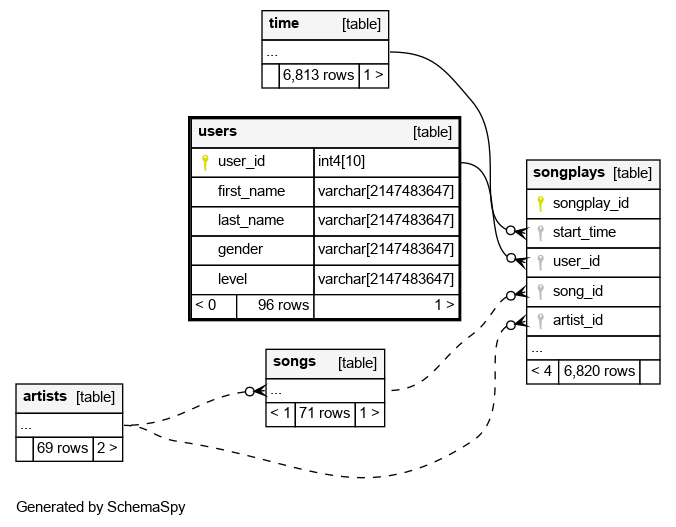 time [table]
...
6,813 rows 1 >
users [table]
user_id int4[10]
first_name varchar[2147483647]
last_name varchar[2147483647]
gender varchar[2147483647]
level varchar[2147483647]
< 0 96 rows 1 >
songplays [table]
songplay_id
start_time
user_id
song_id
artist_id
...
< 4 6,820 rows
songs [table]
...
< 1 71 rows 1 >
artists [table]
...
69 rows 2 >
Generated by SchemaSpy